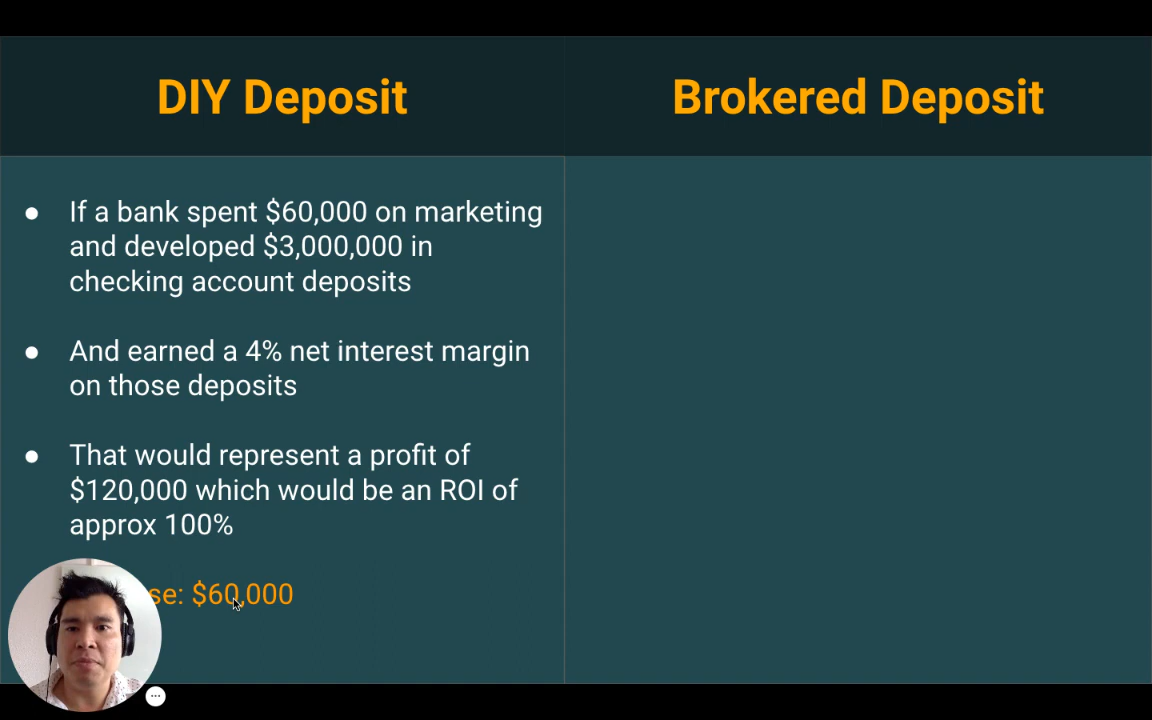 DIY Deposit
Brokered Deposit
● If a bank spent $60,000 on marketing
and developed $3,000,000 in
checking account deposits
● And earned a 4% net interest margin
on those deposits
● That would represent a profit of
$120,000 which would be an ROI of
approx 100%
se: $60,000